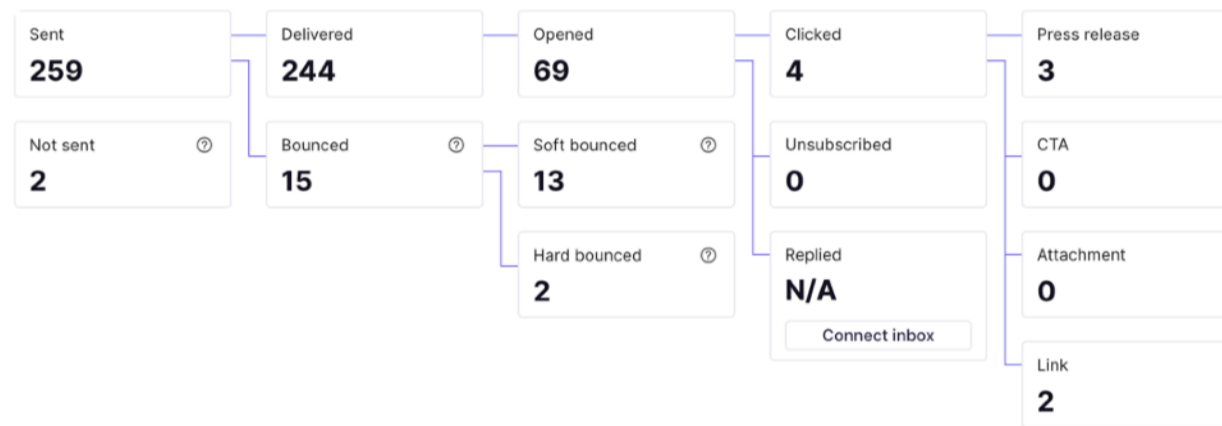 Sent
259
Delivered
244
Opened
69
Clicked
4
Press release
3
Not sent
2
Bounced
15
Soft bounced
13
Unsubscribed
0
CTA
0
Hard bounced
2
Replied
N/A
Connect inbox
Attachment
0
Link
2